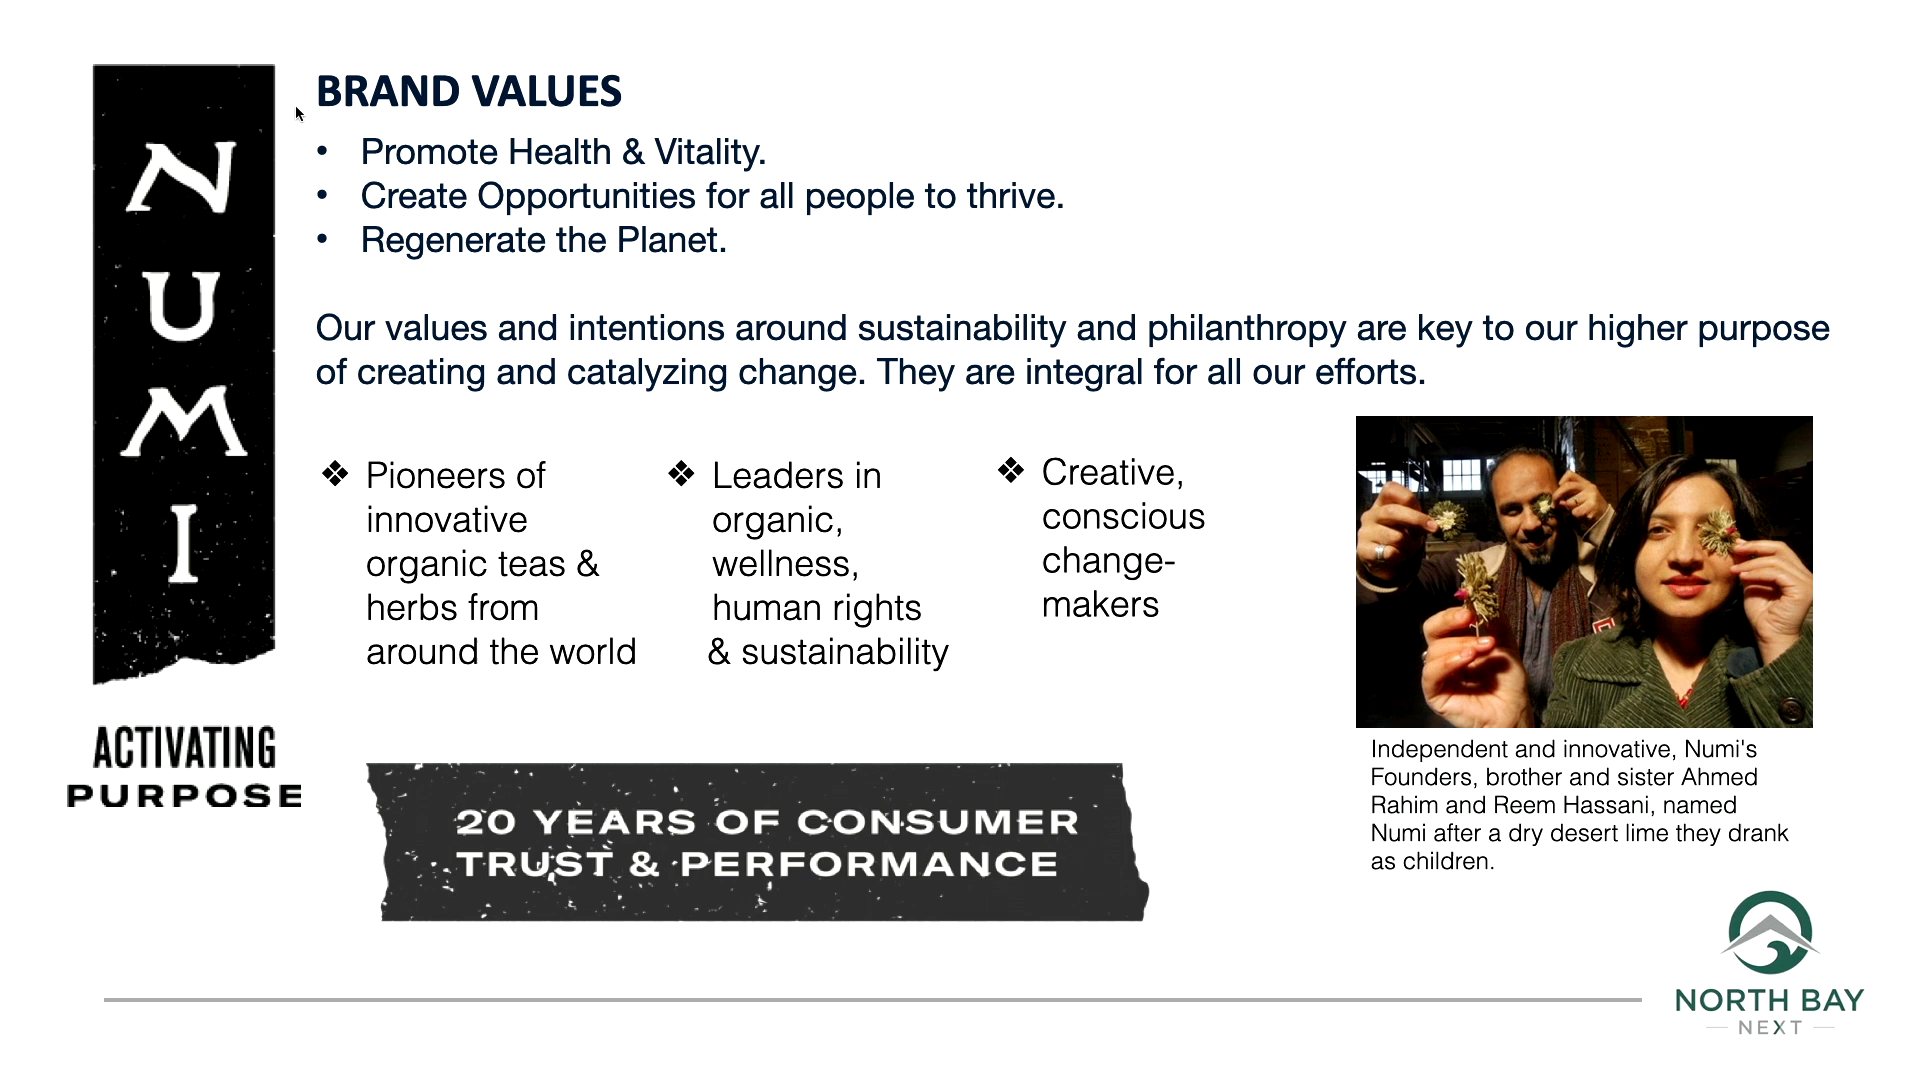 NUMI
ACTIVATING
PURPOSE
BRAND VALUES
• Promote Health & Vitality.
• Create Opportunities for all people to thrive.
• Regenerate the Planet.
Our values and intentions around sustainability and philanthropy are key to our higher purpose
of creating and catalyzing change. They are integral for all our efforts.
❖ Pioneers of
innovative
organic teas &
herbs from
around the world
❖ Leaders in
organic,
wellness,
human rights
& sustainability
❖ Creative,
conscious
change-
makers
20 YEARS OF CONSUMER
TRUST & PERFORMANCE
Independent and innovative, Numi's
Founders, brother and sister Ahmed
Rahim and Reem Hassani, named
Numi after a dry desert lime they drank
as children.
NORTH BAY
NEXT